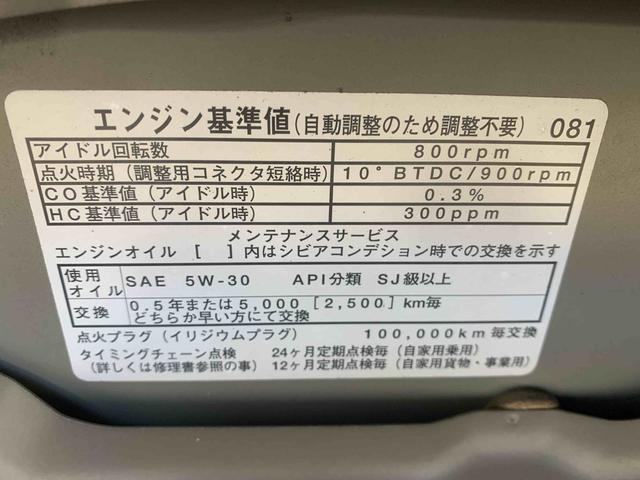 エンジン基準値(自動調整のため調整不要) 081
アイドル回転数 800rpm
点火時期(調整用コネクタ短絡時) 10°BTDC/900rpm
CO基準値(アイドル時) 0.3%
HC基準値(アイドル時) 300ppm
メンテナンスサービス
エンジンオイル [ ] 内はシビアコンデション時での交換を示す
使用オイル SAE 5W-30 API分類 SJ級以上
交換 0.5年または5,000 [2,500] km毎
どちらか早い方にて交換
点火プラグ(イリジウムプラグ) 100,000km毎交換
タイミングチェーン点検 24ヶ月定期点検毎(自家用乗用)
(詳しくは修理書参照の事) 12ヶ月定期点検毎(自家用貨物・事業用)